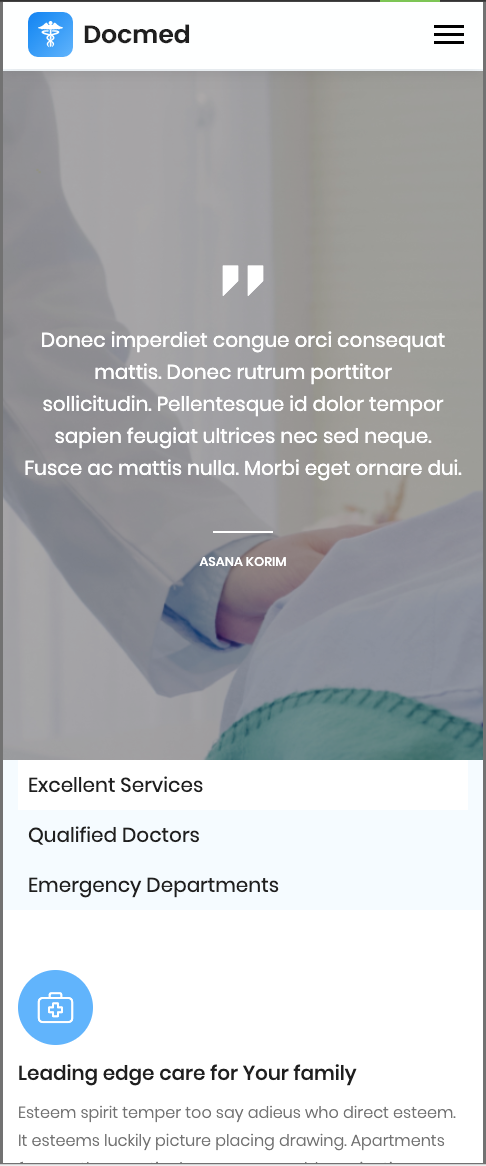 Docmed
Donec imperdiet congue orci consequat
mattis. Donec rutrum porttitor
sollicitudin. Pellentesque id dolor tempor
sapien feugiat ultrices nec sed neque.
Fusce ac mattis nulla. Morbi eget ornare dui.
ASANA KORIM
Excellent Services
Qualified Doctors
Emergency Departments
Leading edge care for Your family
Esteem spirit temper too say adieus who direct esteem.
It esteems luckily picture placing drawing. Apartments